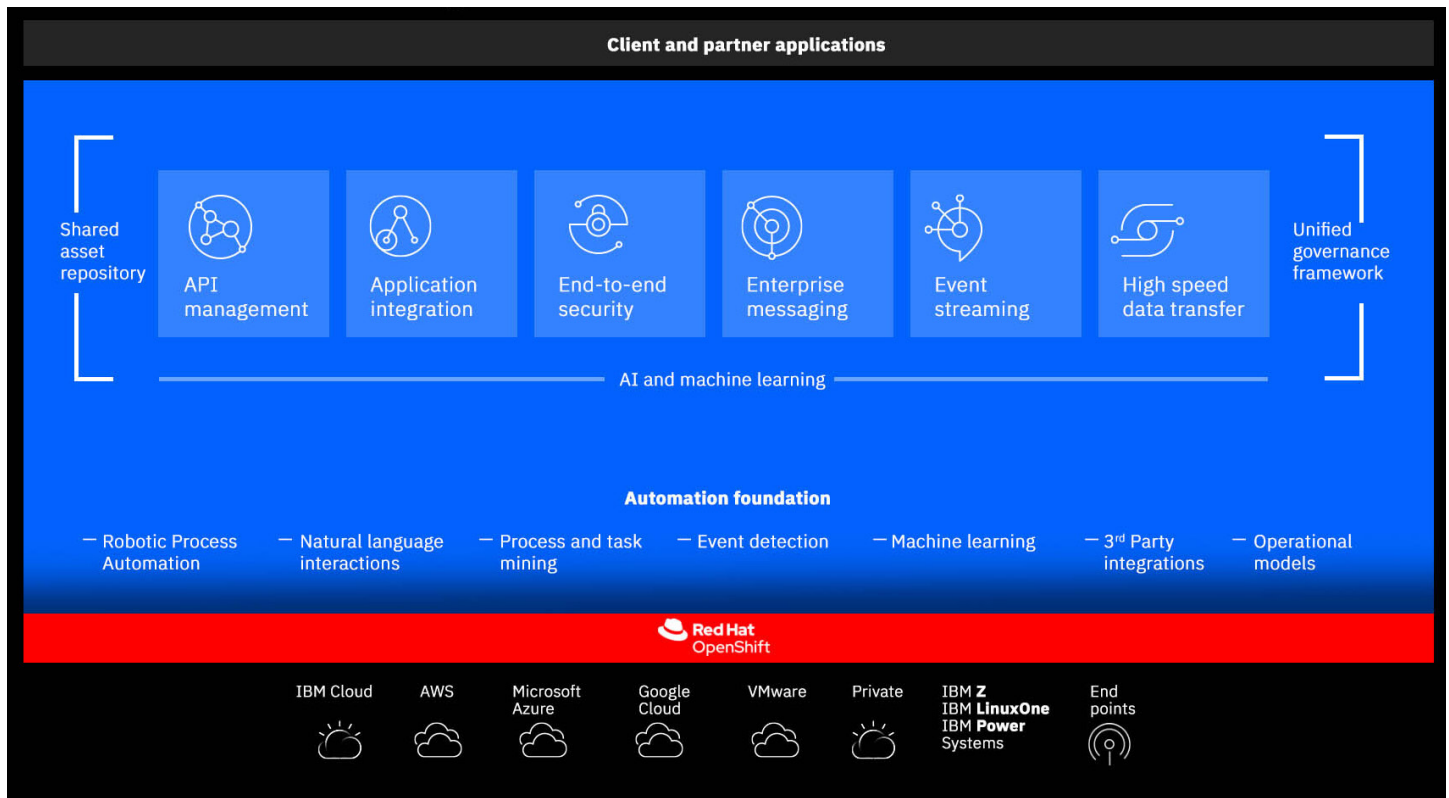 Client and partner applications
Shared
asset
repository
API
management
Application
integration
End-to-end
security
Enterprise
messaging
Event
streaming
High speed
data transfer
Unified
governance
framework
AI and machine learning
Automation foundation
— Robotic Process
Automation
— Natural language
interactions
— Process and task
mining
— Event detection
— Machine learning
— 3rd Party
integrations
— Operational
models
Red Hat
OpenShift
IBM Cloud
AWS
Microsoft
Azure
Google
Cloud
VMware
Private
IBM Z
IBM LinuxOne
IBM Power
Systems
End
points